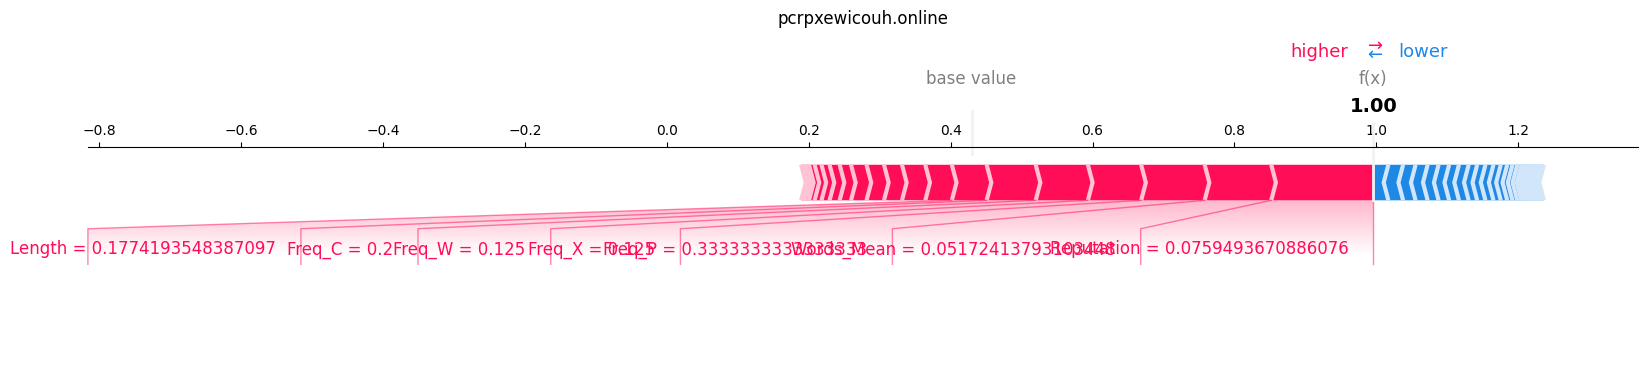 pcrpxewicouh.online
higher ⇄ lower
base value f(x)
1.00
−0.8 −0.6 −0.4 −0.2 0.0 0.2 0.4 0.6 0.8 1.0 1.2
Length = 0.1774193548387097 Freq_C = 0.2 Freq_W = 0.125 Freq_X = 0.125 Freq_P = 0.3333333333333333 Words_Mean = 0.05172413793103448 Reputation = 0.0759493670886076